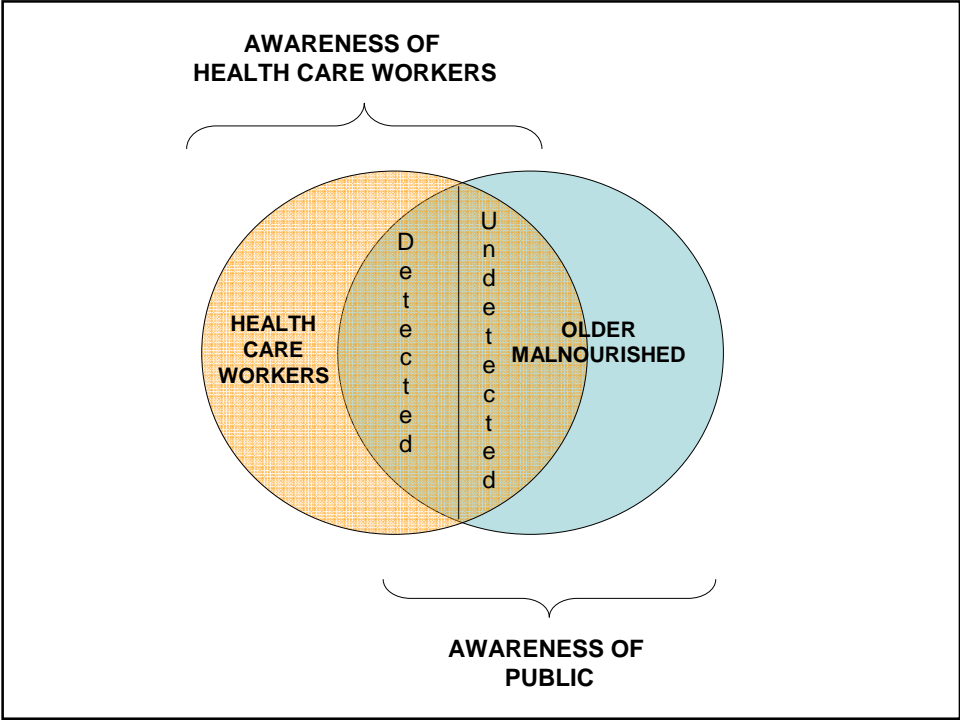 AWARENESS OF
HEALTH CARE WORKERS
Detected
Undetected
HEALTH
CARE
WORKERS
OLDER
MALNOURISHED
AWARENESS OF
PUBLIC